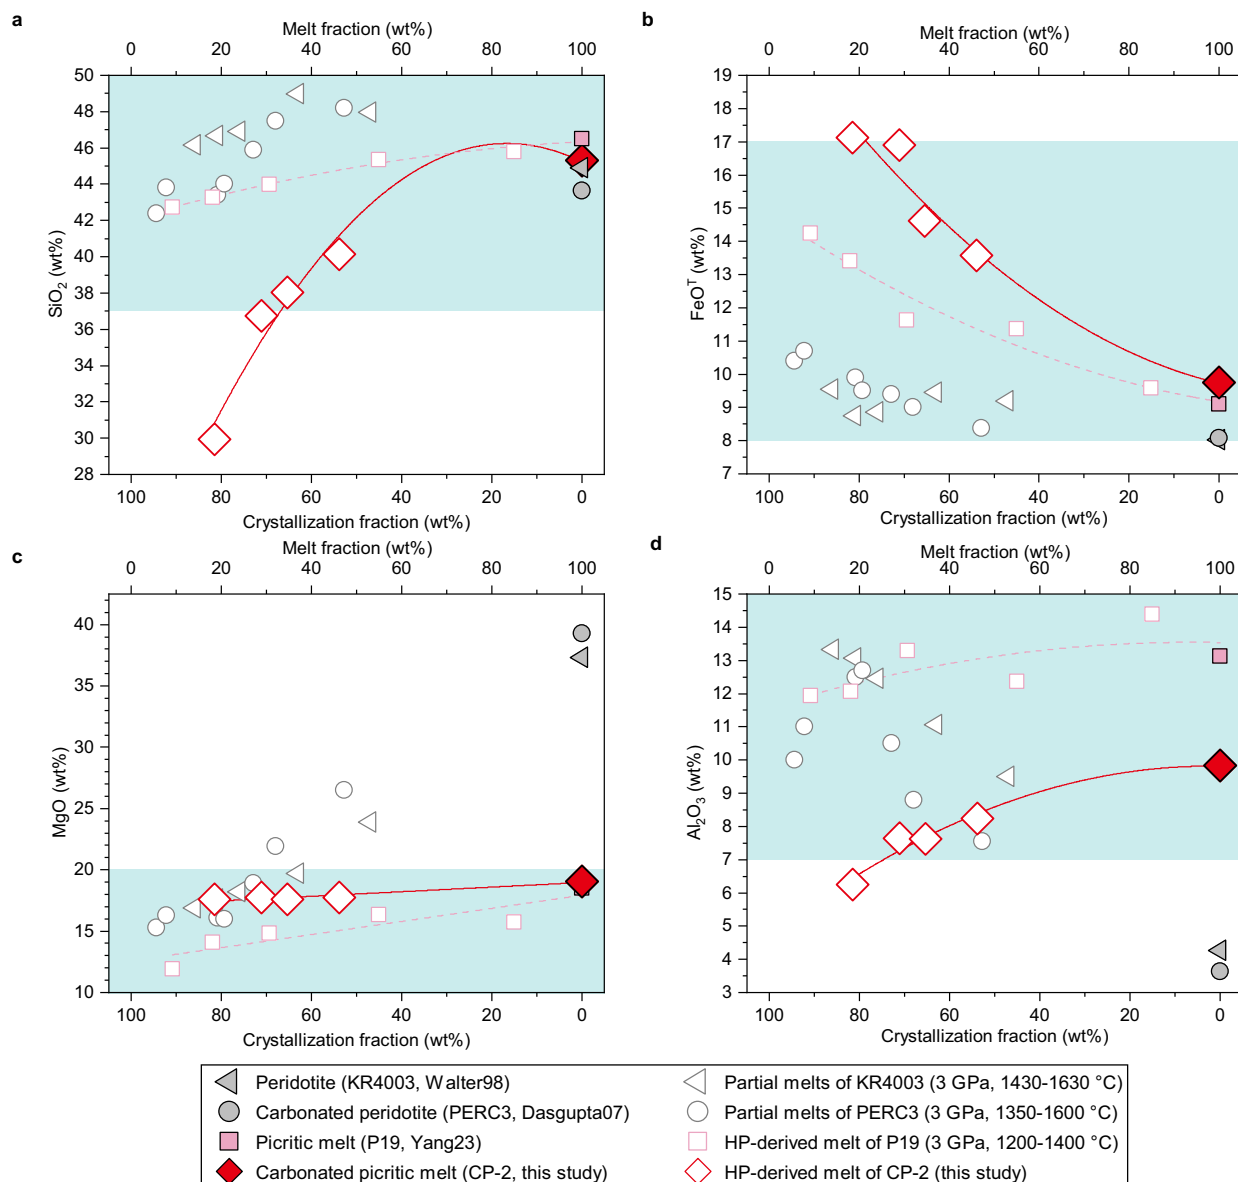 a
Melt fraction (wt%)
0 20 40 60 80 100
50
48
46
44
42
40
38
36
34
32
30
28
SiO₂ (wt%)
100 80 60 40 20 0
Crystallization fraction (wt%)
b
Melt fraction (wt%)
0 20 40 60 80 100
19
18
17
16
15
14
13
12
11
10
9
8
7
FeOᵀ (wt%)
100 80 60 40 20 0
Crystallization fraction (wt%)
c
Melt fraction (wt%)
0 20 40 60 80 100
40
35
30
25
20
15
10
MgO (wt%)
100 80 60 40 20 0
Crystallization fraction (wt%)
d
Melt fraction (wt%)
0 20 40 60 80 100
15
14
13
12
11
10
9
8
7
6
5
4
3
Al₂O₃ (wt%)
100 80 60 40 20 0
Crystallization fraction (wt%)
Peridotite (KR4003, Walter98)
Carbonated peridotite (PERC3, Dasgupta07)
Picritic melt (P19, Yang23)
Carbonated picritic melt (CP-2, this study)
Partial melts of KR4003 (3 GPa, 1430-1630 °C)
Partial melts of PERC3 (3 GPa, 1350-1600 °C)
HP-derived melt of P19 (3 GPa, 1200-1400 °C)
HP-derived melt of CP-2 (this study)